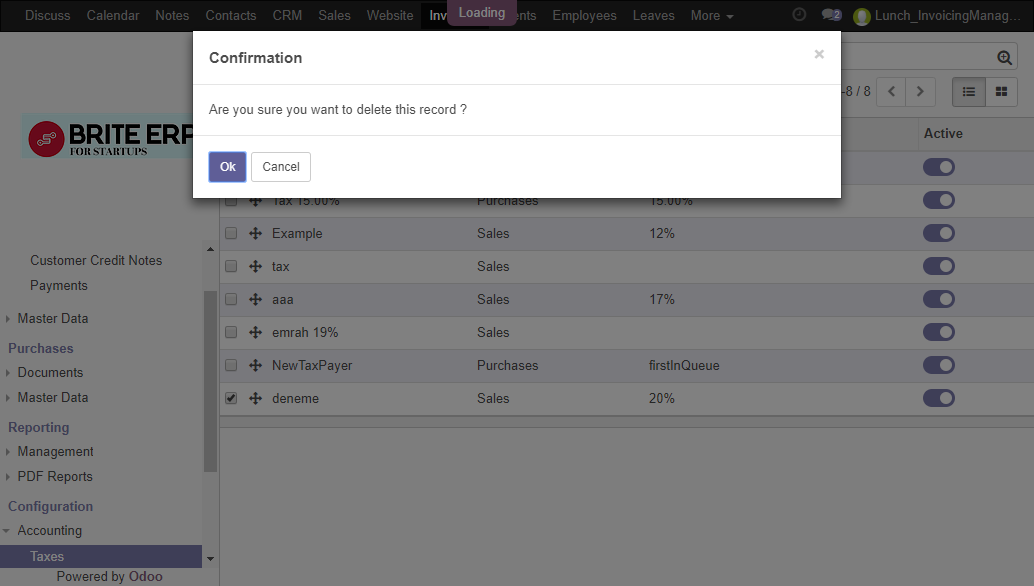 Discuss Calendar Notes Contacts CRM Sales Website Inv Loading nts Employees Leaves More 2 Lunch_InvoicingManag...
Confirmation ×
Are you sure you want to delete this record ?
Ok Cancel
-8 / 8
BRITE ERP
FOR STARTUPS
Customer Credit Notes
Payments
Master Data
Purchases
Documents
Master Data
Reporting
Management
PDF Reports
Configuration
Accounting
Taxes
Powered by Odoo
Active
Tax 15.00% Purchases 15.00%
Example Sales 12%
tax Sales
aaa Sales 17%
emrah 19% Sales
NewTaxPayer Purchases firstInQueue
deneme Sales 20%